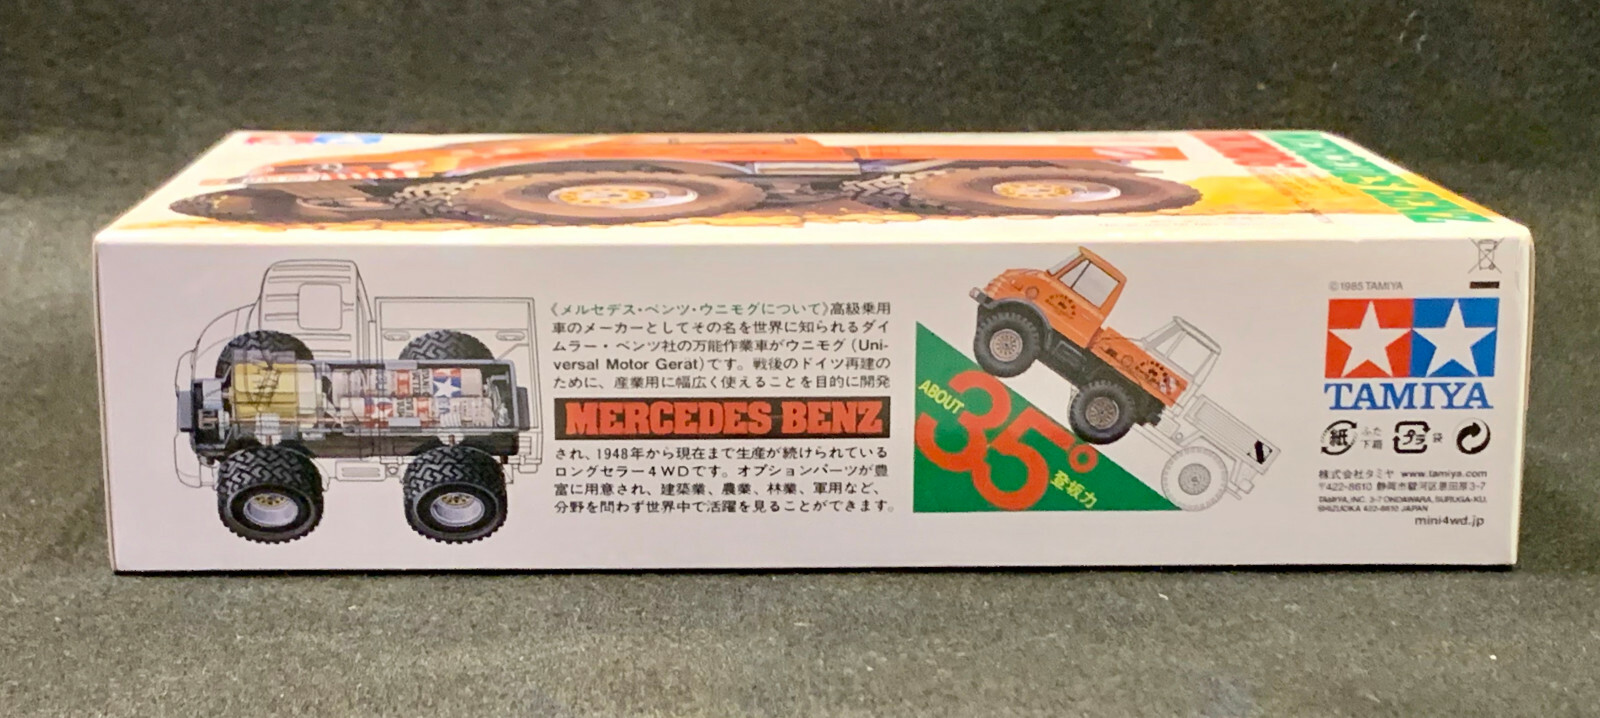 《メルセデス・ベンツ・ウニモグについて》高級乗用
車のメーカーとしてその名を世界に知られるダイ
ムラー・ベンツ社の万能作業車がウニモグ (Uni-
versal Motor Gerät)です。戦後のドイツ再建の
ために、産業用に幅広く使えることを目的に開発
MERCEDES-BENZ
され、1948年から現在まで生産が続けられている
ロングセラー4WDです。オプションパーツが豊
富に用意され、建築業、農業、林業、軍用など、
分野を問わず世界中で活躍を見ることができます。
ABOUT
35°
登坂力
©1985 TAMIYA
TAMIYA
紙
ふた
下箱
プラ
袋
株式会社タミヤ www.tamiya.com
〒422-8610 静岡市駿河区恩田原3-7
TAMIYA, INC. 3-7 ONDAWARA, SURUGA-KU,
SHIZUOKA 422-8610 JAPAN
mini4wd.jp